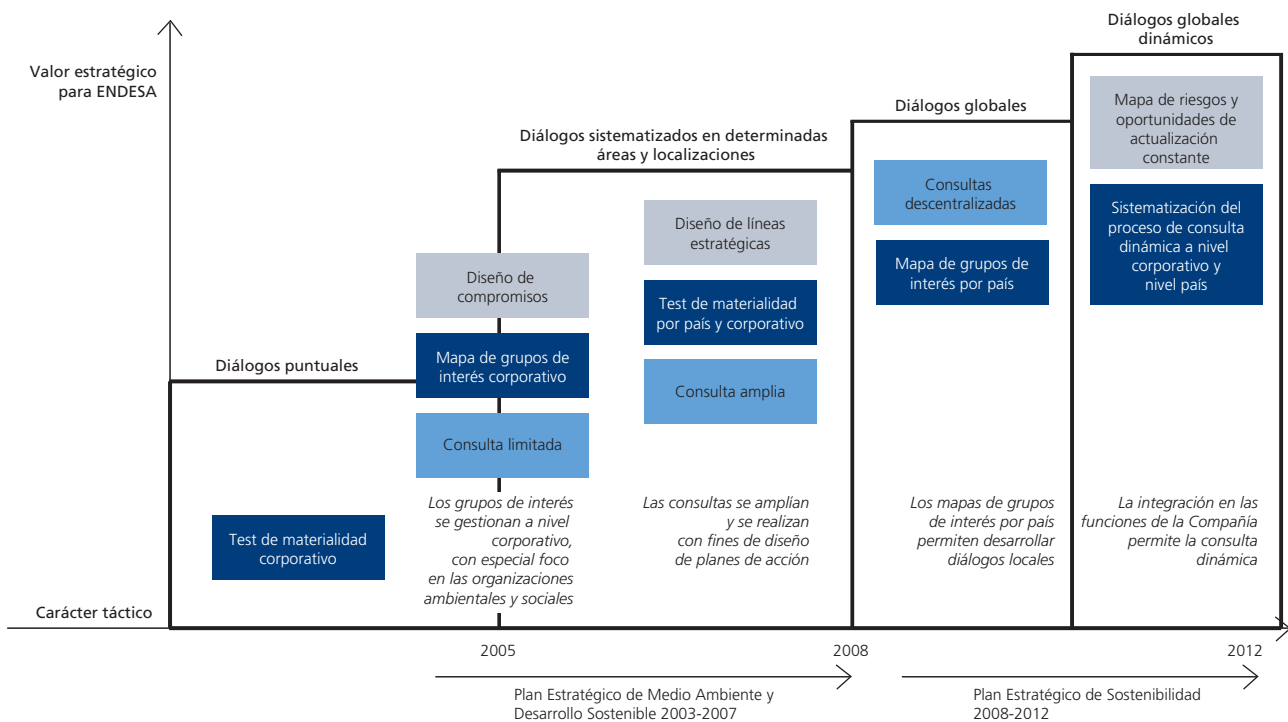 Diálogos globales
dinámicos
Valor estratégico
para ENDESA
Mapa de riesgos y
oportunidades de
actualización
constante
Diálogos globales
Diálogos sistematizados en determinadas
áreas y localizaciones
Consultas
descentralizadas
Sistematización del
proceso de consulta
dinámica a nivel
corporativo y
nivel país
Diseño de líneas
estratégicas
Mapa de grupos de
interés por país
Diseño de
compromisos
Test de materialidad
por país y corporativo
Diálogos puntuales
Mapa de grupos de
interés corporativo
Consulta amplia
Consulta limitada
Test de materialidad
corporativo
Los grupos de interés
se gestionan a nivel
corporativo,
con especial foco
en las organizaciones
ambientales y sociales
Las consultas se amplían
y se realizan
con fines de diseño
de planes de acción
Los mapas de grupos
de interés por país
permiten desarrollar
diálogos locales
La integración en las
funciones de la Compañía
permite la consulta
dinámica
Carácter táctico
2005
2008
2012
Plan Estratégico de Medio Ambiente y
Desarrollo Sostenible 2003-2007
Plan Estratégico de Sostenibilidad
2008-2012